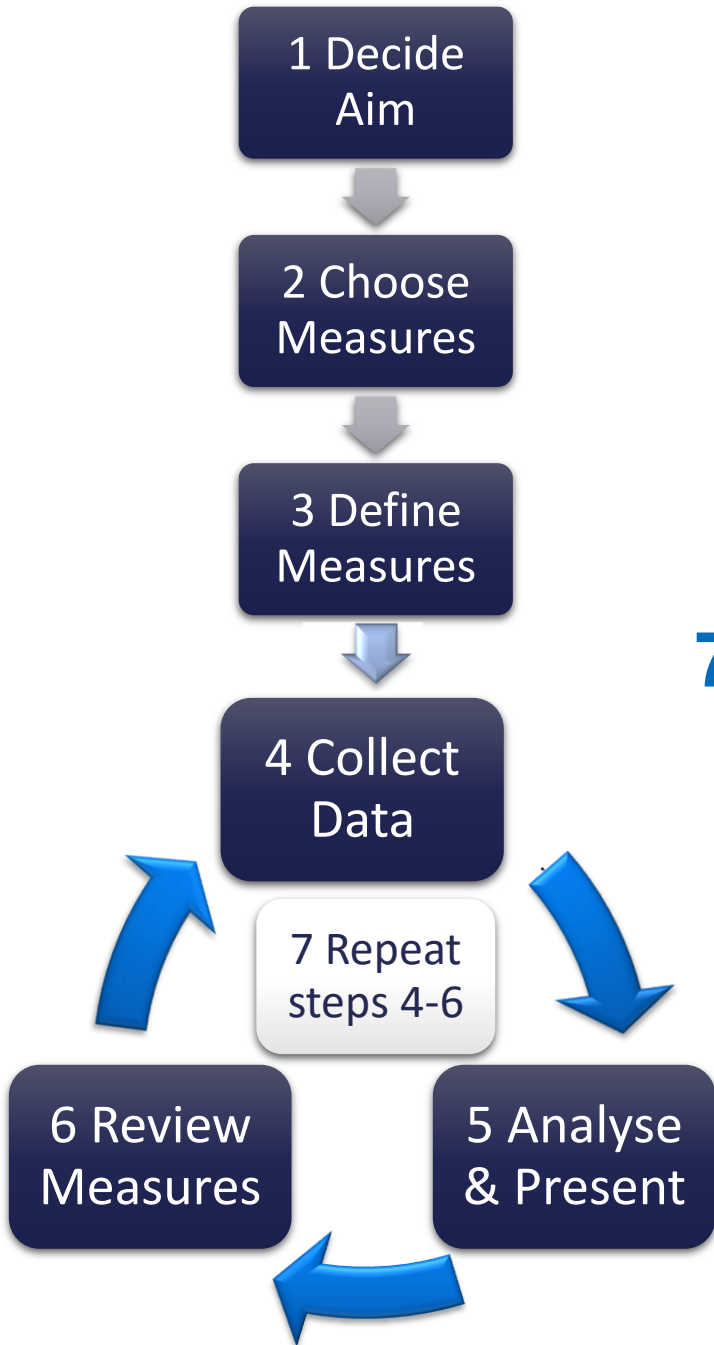 1 Decide
Aim
2 Choose
Measures
3 Define
Measures
7
4 Collect
Data
7 Repeat
steps 4-6
6 Review
Measures
5 Analyse
& Present